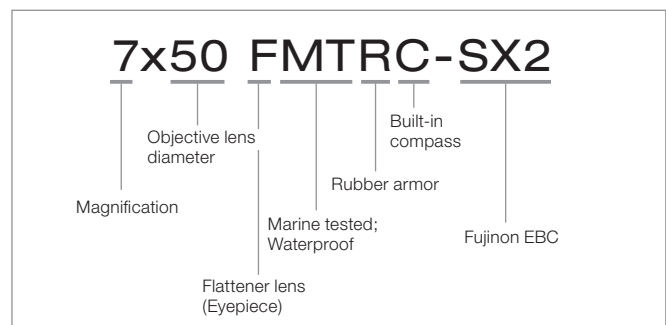 7x50 FMTRC-SX2
Built-in
compass
Objective lens
diameter
Rubber armor
Magnification
Marine tested;
Waterproof
Fujinon EBC
Flattener lens
(Eyepiece)